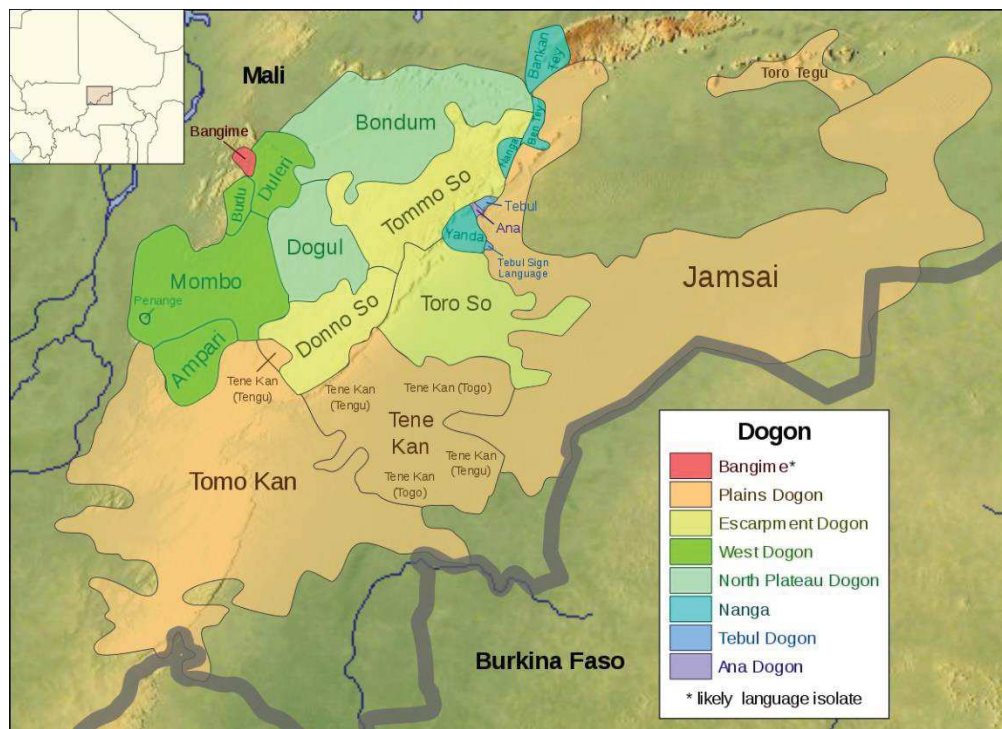 Mali
Bankan
Tey
Toro Tegu
Bondum
Ben Tey
Bangime
Nanga
Duleri
Budu
Tommo So
Tebul
Ana
Yanda
Dogul
Tebul Sign
Language
Mombo
Jamsai
Toro So
Penange
Donno So
Ampari
Tene Kan
(Tengu)
Tene Kan
(Tengu)
Tene Kan (Togo)
Tene
Kan
Tene Kan
(Tengu)
Tene Kan
(Togo)
Tomo Kan
Burkina Faso
Dogon
Bangime*
Plains Dogon
Escarpment Dogon
West Dogon
North Plateau Dogon
Nanga
Tebul Dogon
Ana Dogon
* likely language isolate